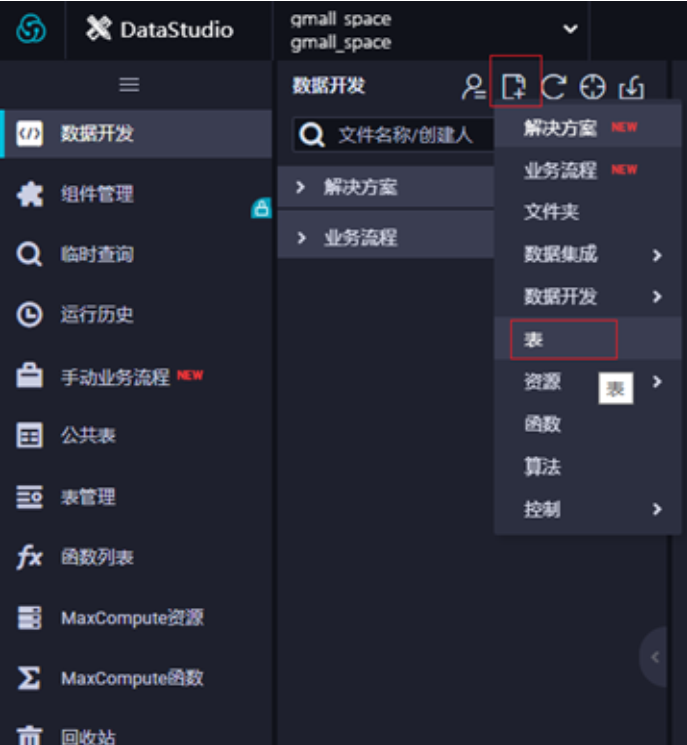 DataStudio
gmall space
gmall_space
数据开发
组件管理
临时查询
运行历史
手动业务流程 NEW
公共表
表管理
fx 函数列表
MaxCompute资源
MaxCompute函数
回收站
数据开发
文件名称/创建人
解决方案
业务流程
解决方案 NEW
业务流程 NEW
文件夹
数据集成
数据开发
表
资源
表
函数
算法
控制